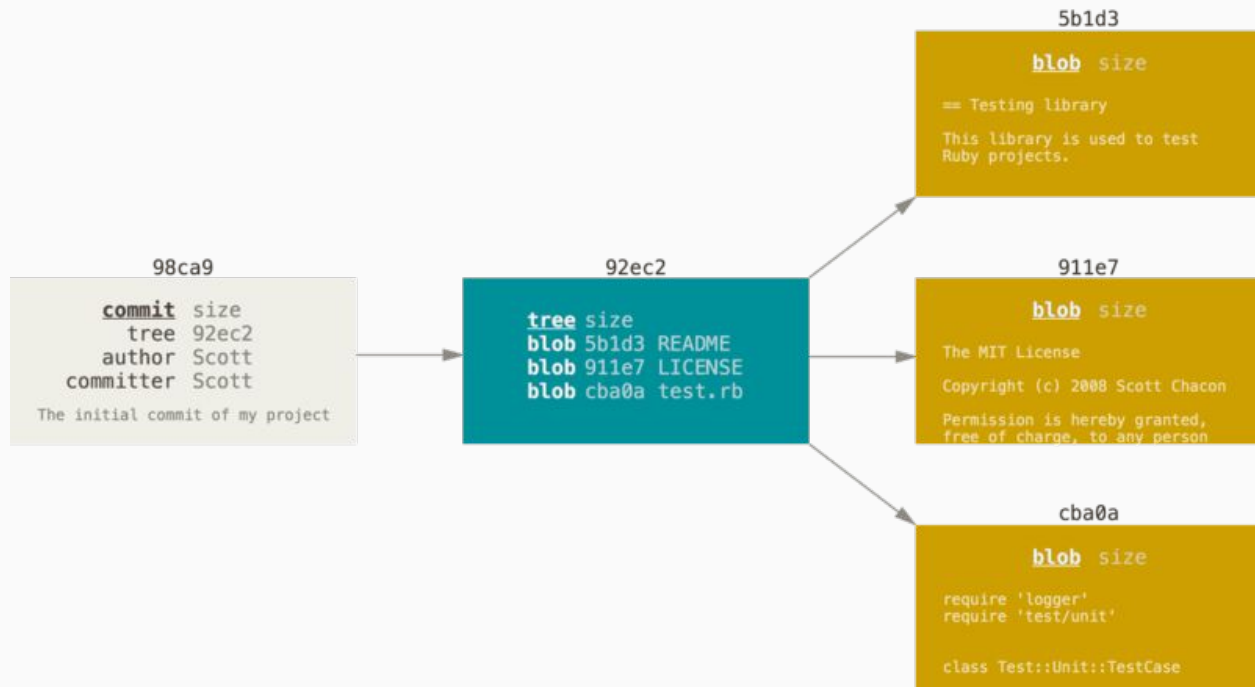 98ca9
commit size
tree 92ec2
author Scott
committer Scott
The initial commit of my project
92ec2
tree size
blob 5b1d3 README
blob 911e7 LICENSE
blob cba0a test.rb
5b1d3
blob size
== Testing library
This library is used to test
Ruby projects.
911e7
blob size
The MIT License
Copyright (c) 2008 Scott Chacon
Permission is hereby granted,
free of charge, to any person
cba0a
blob size
require 'logger'
require 'test/unit'
class Test::Unit::TestCase